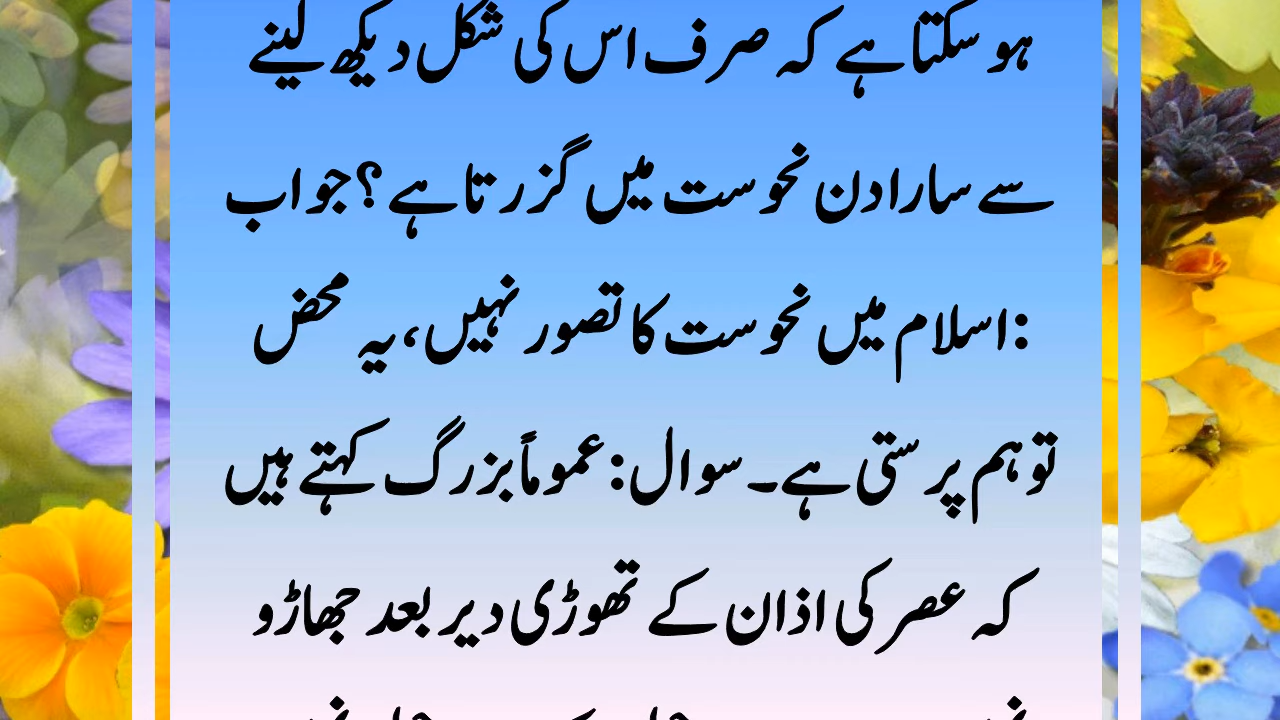 ہو سکتا ہے کہ صرف اس کی شکل دیکھ لینے
سے سارا دن نحوست میں گزرتا ہے؟ جواب
:اسلام میں نحوست کا تصور نہیں، یہ محض
توہم پرستی ہے۔ سوال: عموماً بزرگ کہتے ہیں
کہ عصر کی اذان کے تھوڑی دیر بعد جھاڑو